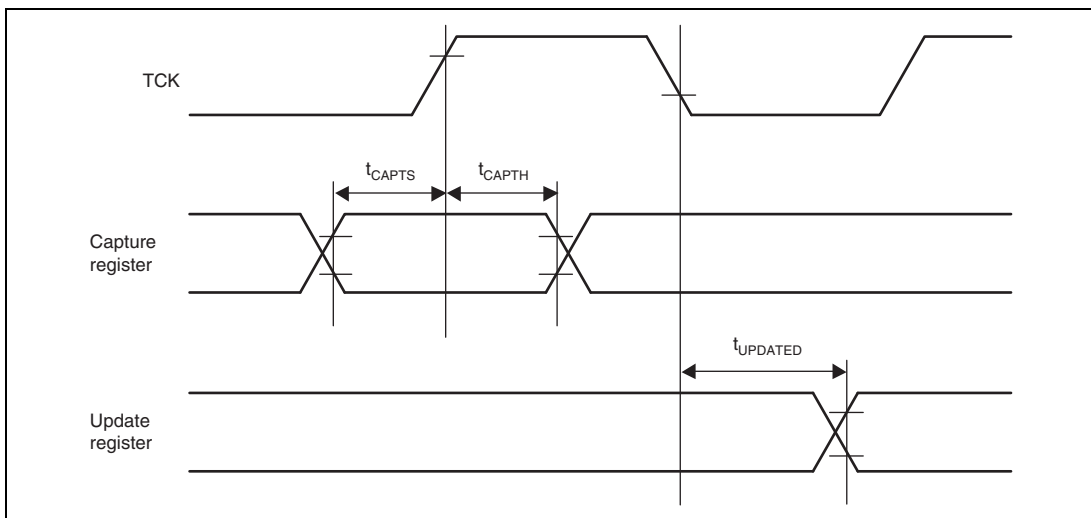 TCK
tCAPTS
tCAPTH
Capture
register
tUPDATED
Update
register